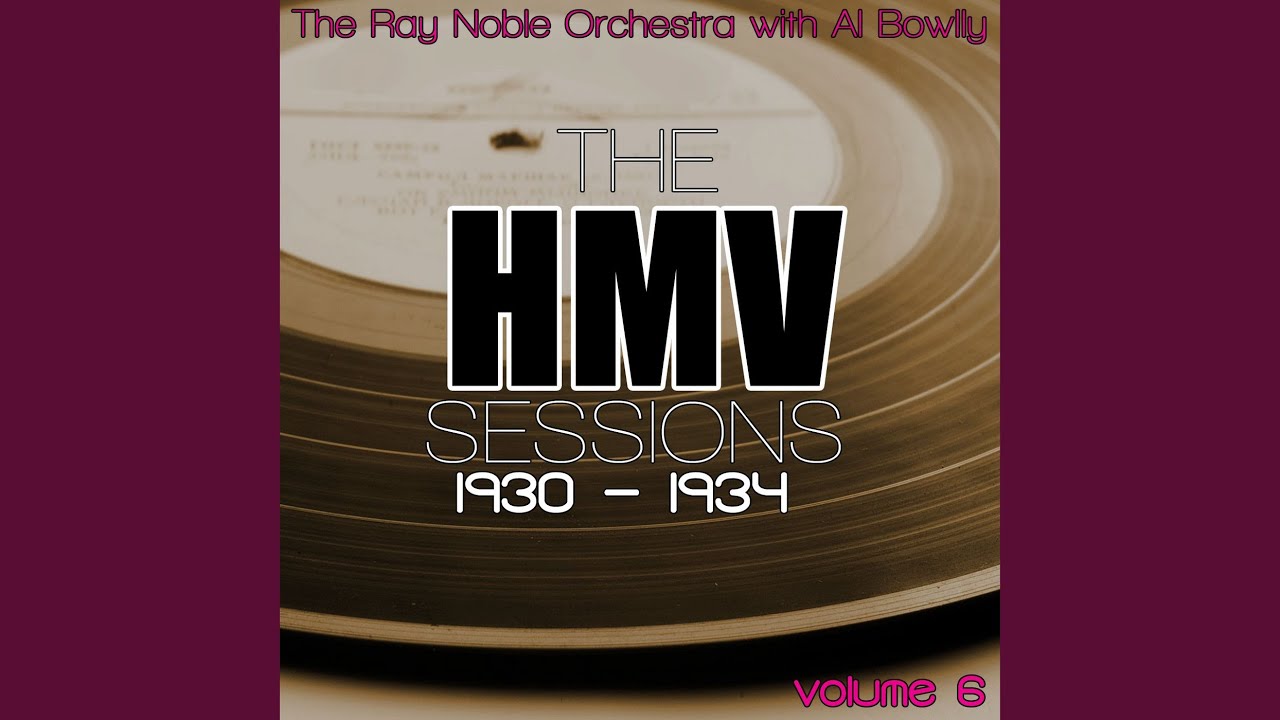 The Ray Noble Orchestra with Al Bowlly
THE
HMV
SESSIONS
1930 - 1934
volume 6